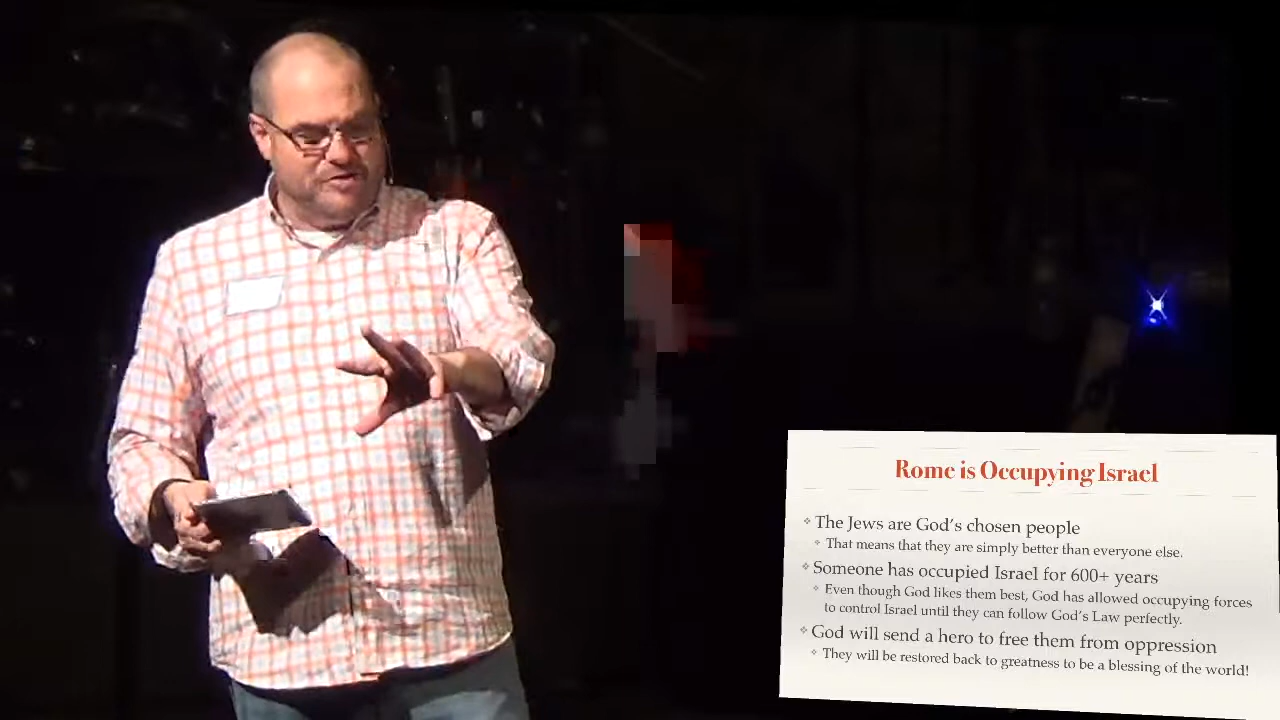 Rome is Occupying Israel
The Jews are God's chosen people
That means that they are simply better than everyone else.
Someone has occupied Israel for 600+ years
Even though God likes them best, God has allowed occupying forces
to control Israel until they can follow God's Law perfectly.
God will send a hero to free them from oppression
They will be restored back to greatness to be a blessing of the world!